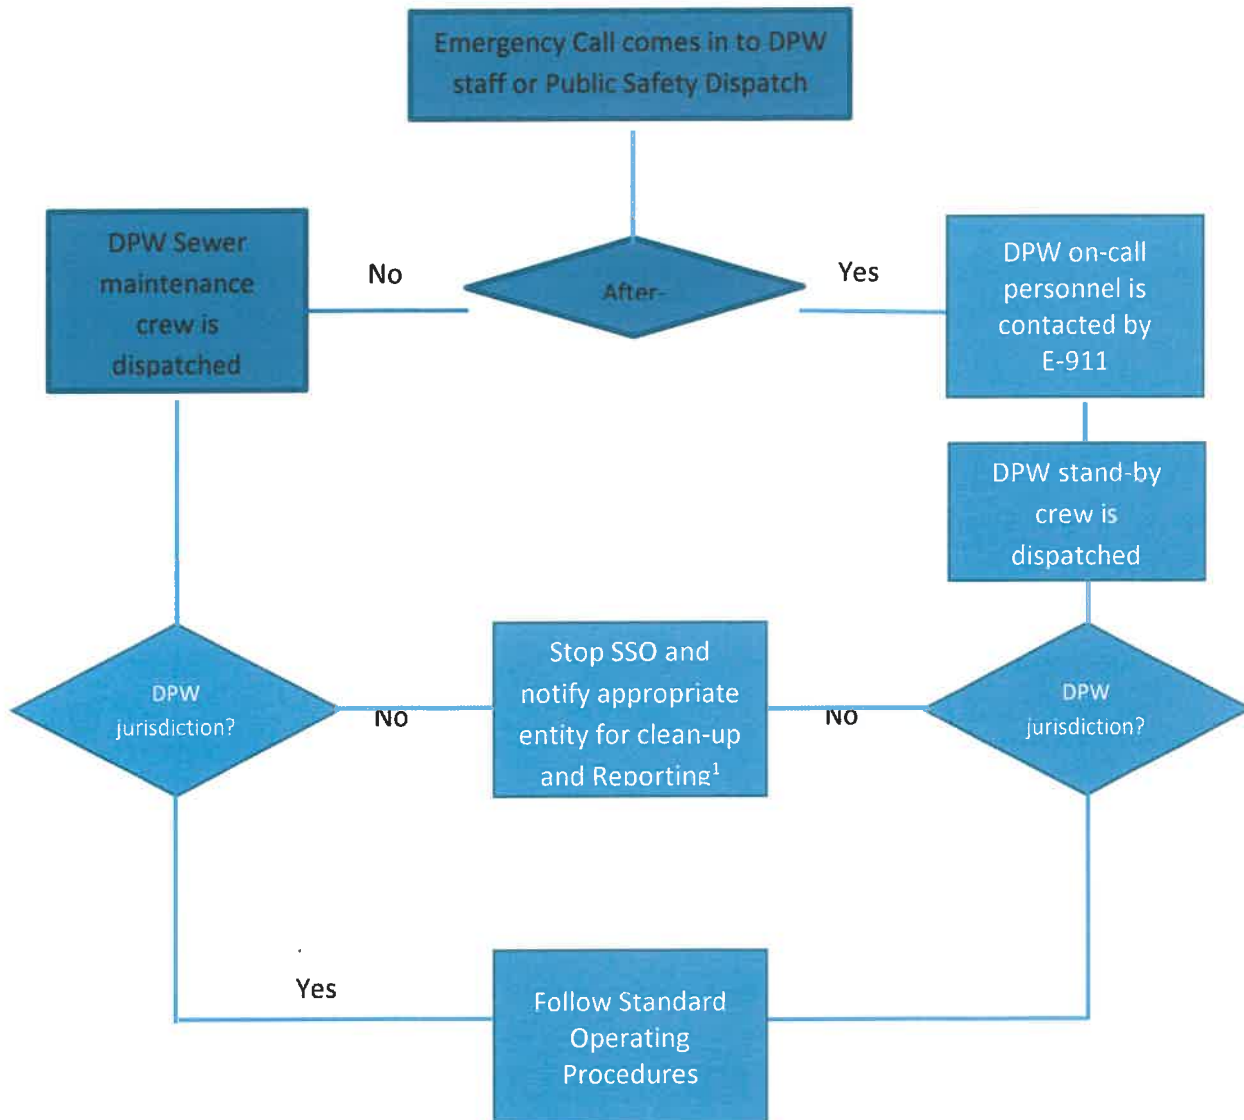 Emergency Call comes in to DPW
staff or Public Safety Dispatch
DPW Sewer
maintenance
crew is
dispatched
No
After-
Yes
DPW on-call
personnel is
contacted by
E-911
DPW stand-by
crew is
dispatched
DPW
jurisdiction?
No
Stop SSO and
notify appropriate
entity for clean-up
and Reporting¹
No
DPW
jurisdiction?
Yes
Follow Standard
Operating
Procedures